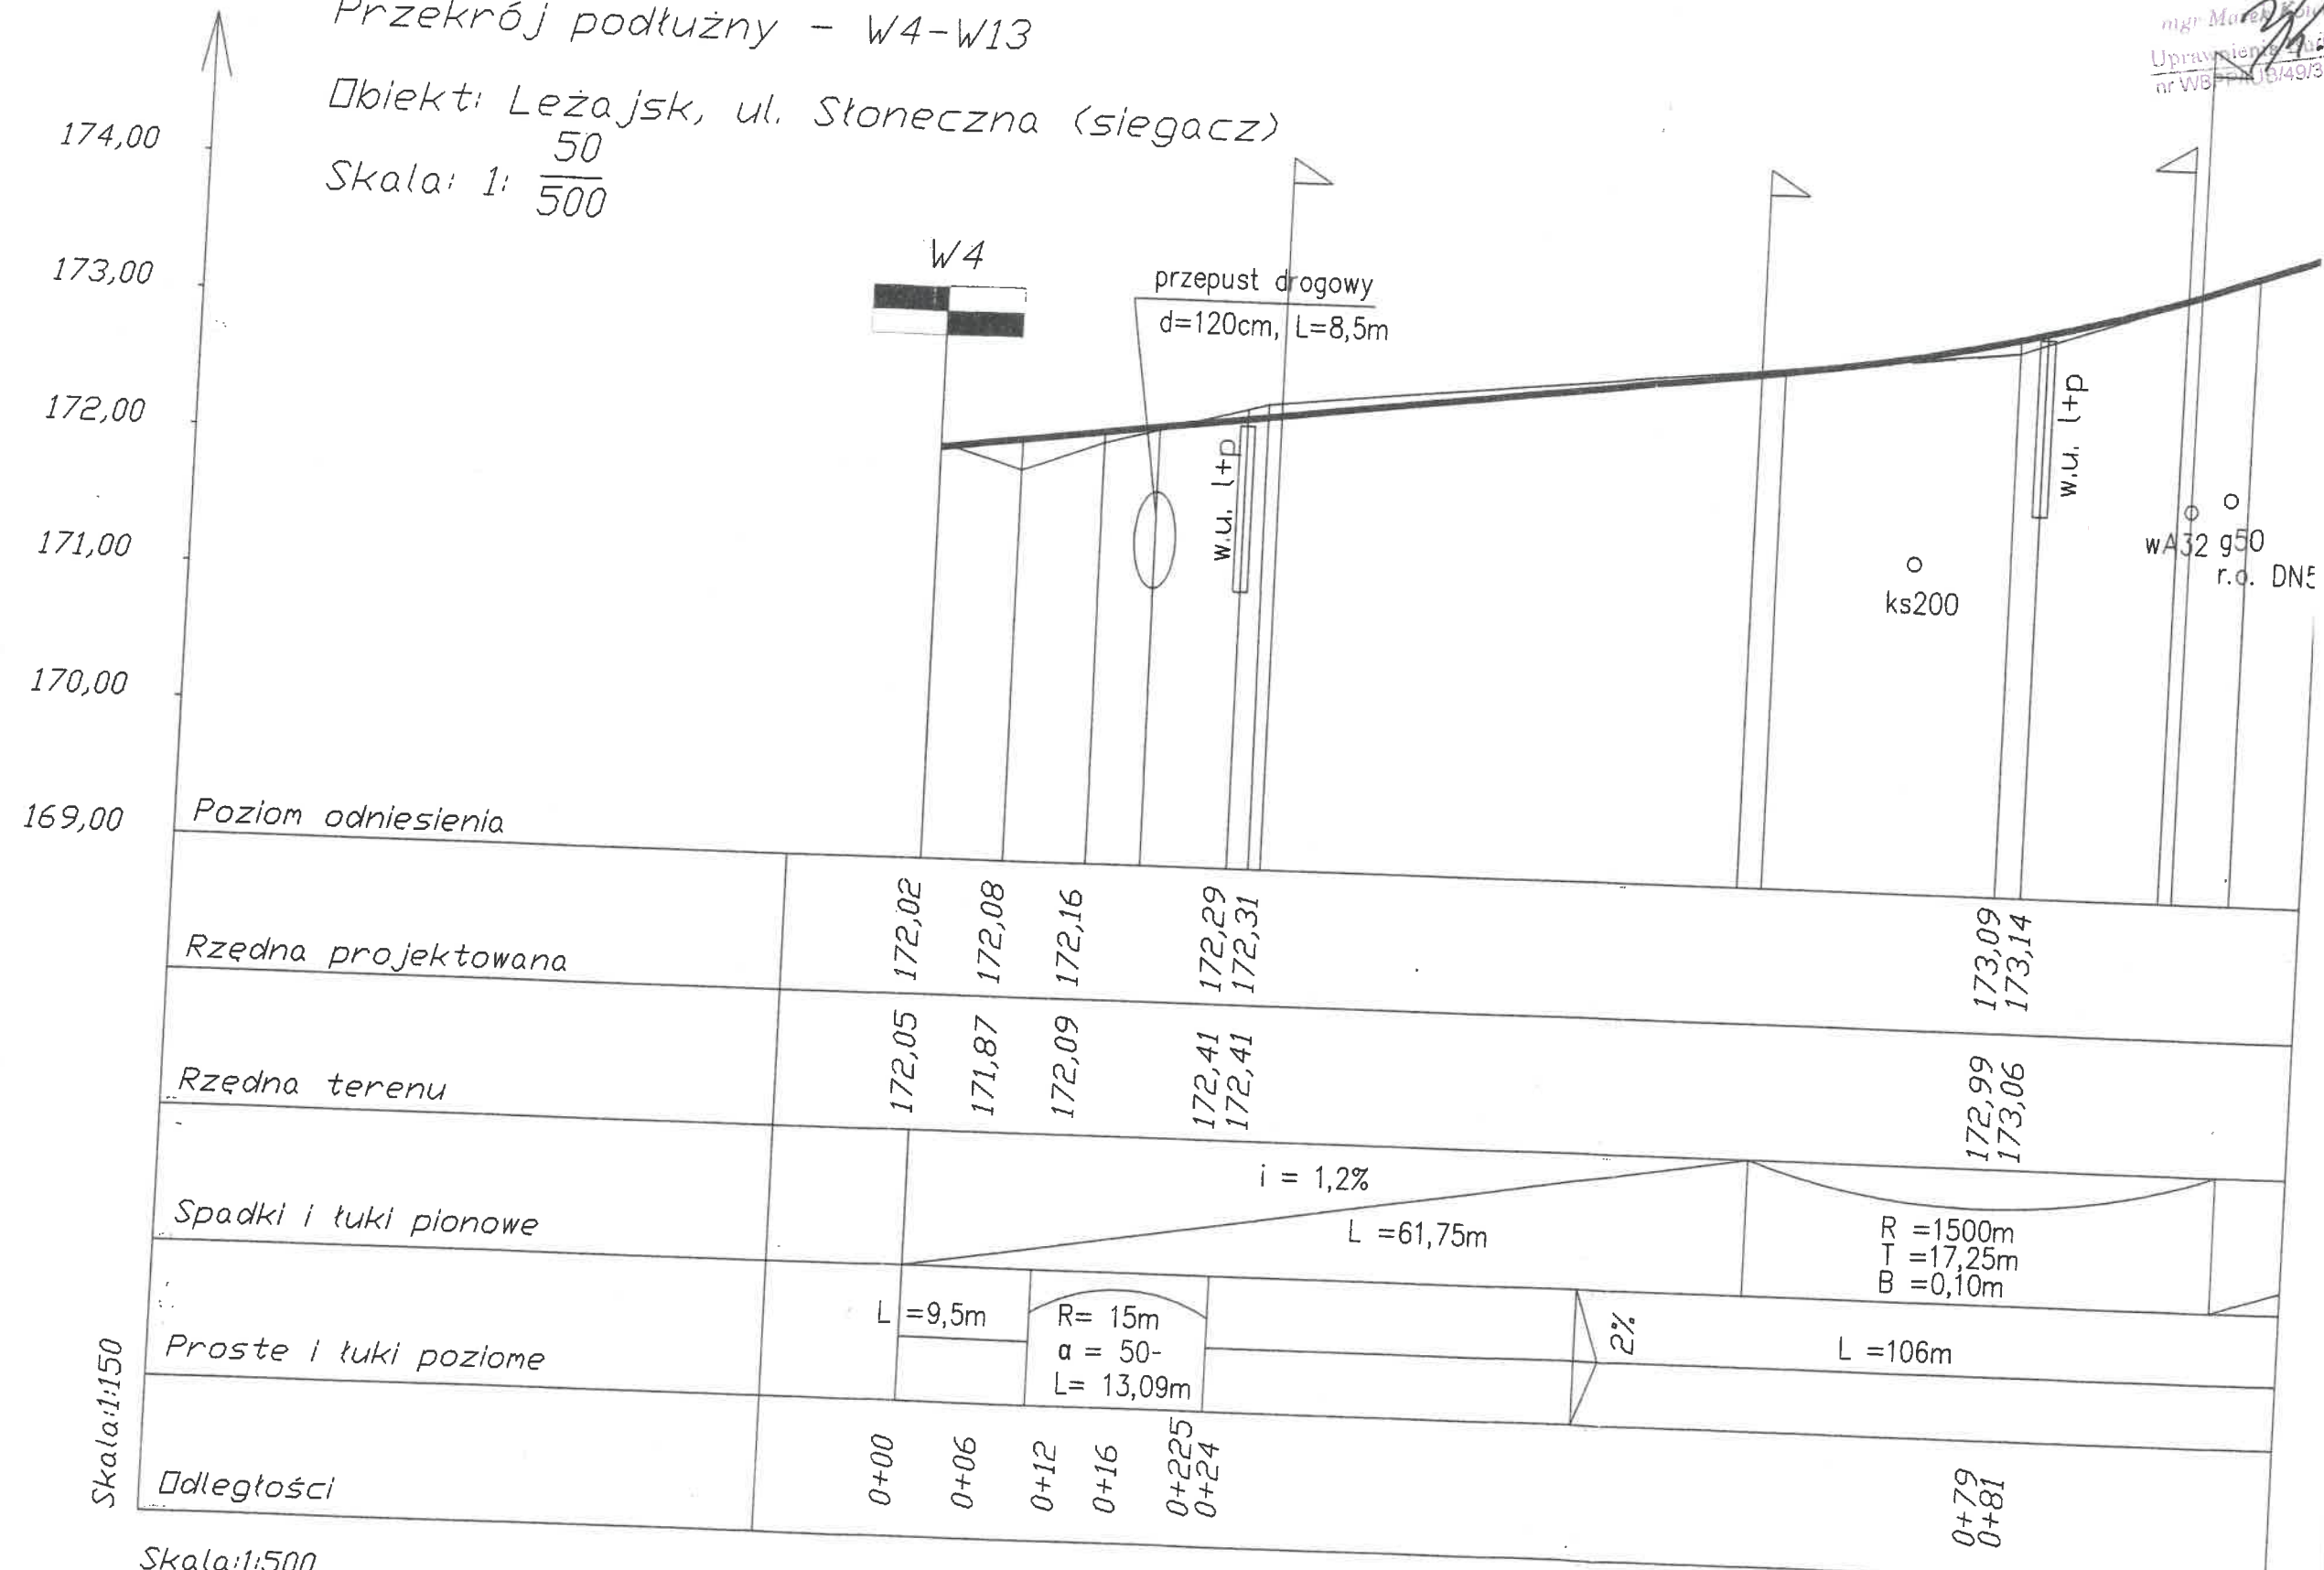 Przekrój podłużny - W4-W13
Obiekt: Leżajsk, ul. Słoneczna (siegacz)
Skala: 1: 50
500
mgr Marek
Uprawnienia
174,00
173,00
172,00
171,00
170,00
169,00
W4
przepust drogowy
d=120cm, L=8,5m
w.u. l+p
w.u. l+p
ks200
wA32 g50
r.o.
Poziom odniesienia
Rzędna projektowana
172,02
172,08
172,16
172,29
172,31
173,09
173,14
Rzędna terenu
172,05
171,87
172,09
172,41
172,41
172,99
173,06
Spadki i łuki pionowe
i = 1,2%
L =61,75m
R =1500m
T =17,25m
B =0,10m
Proste i łuki poziome
L =9,5m
R= 15m
α = 50-
L= 13,09m
2%
L =106m
Odległości
0+00
0+06
0+12
0+16
0+225
0+24
0+79
0+81
Skala:1:150
Skala:1:500